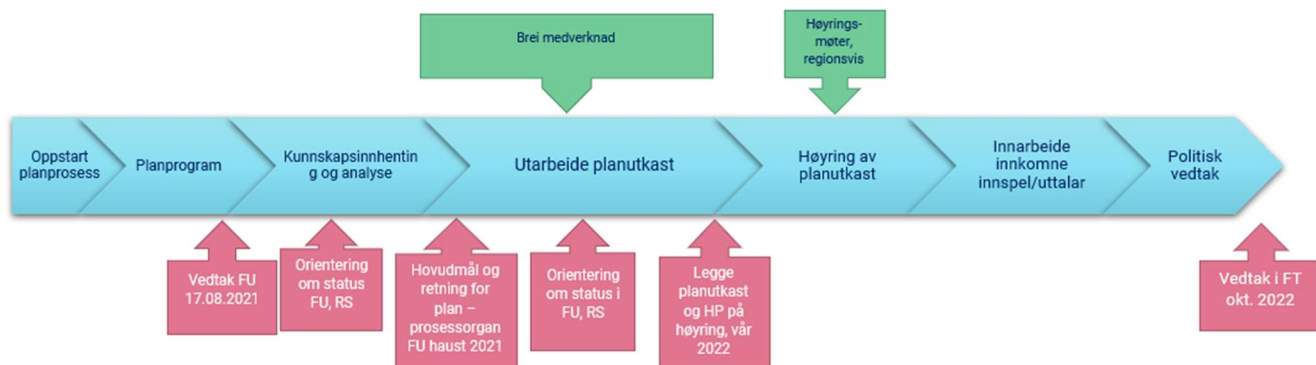 Brei medverknad
Høyrings-
møter,
regionsvis
Oppstart
planprosess
Planprogram
Kunnskapsinnhentin
g og analyse
Utarbeide planutkast
Høyring av
planutkast
Innarbeide
innkomne
innspel/uttalar
Politisk
vedtak
Vedtak FU
17.08.2021
Orientering
om status
FU, RS
Hovudmål og
retning for
plan –
prosessorgan
FU haust 2021
Orientering
om status i
FU, RS
Legge
planutkast
og HP på
høyring, vår
2022
Vedtak i FT
okt. 2022